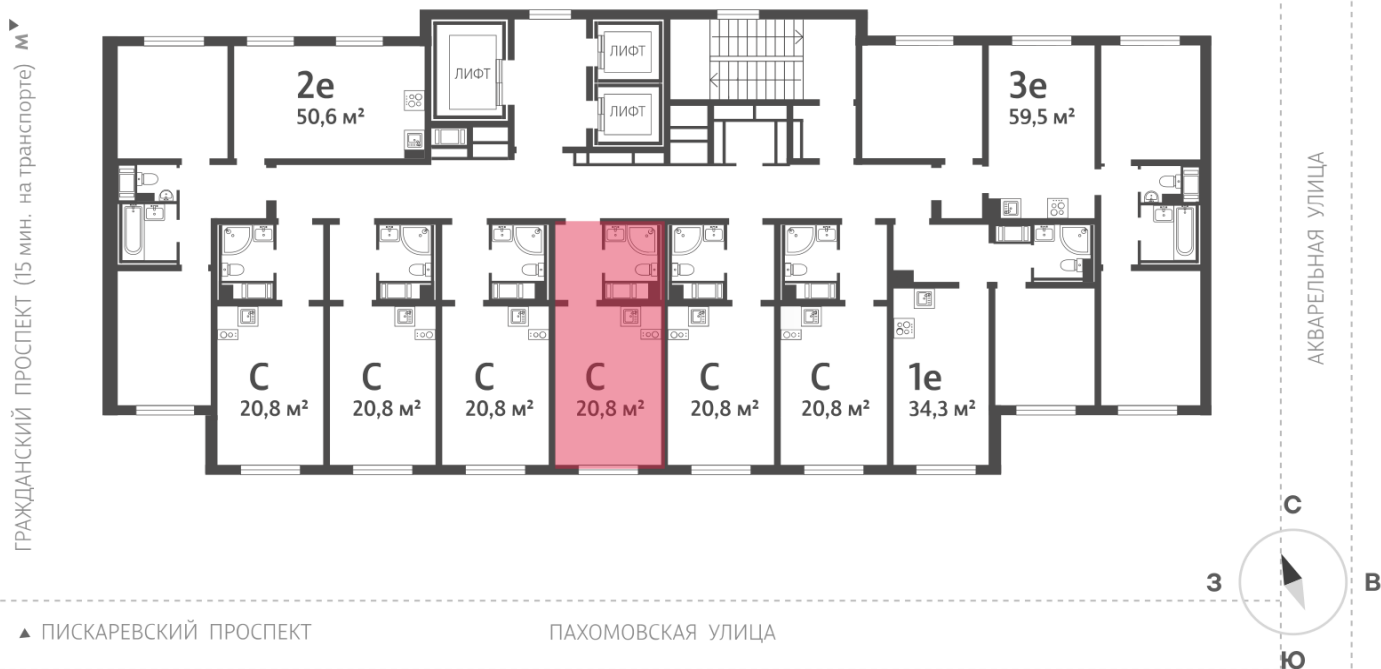 ГРАЖДАНСКИЙ ПРОСПЕКТ (15 мин. на транспорте) м
ЛИФТ
ЛИФТ
ЛИФТ
2е
50,6 м²
3е
59,5 м²
АКВАРЕЛЬНАЯ УЛИЦА
С
20,8 м²
С
20,8 м²
С
20,8 м²
С
20,8 м²
С
20,8 м²
С
20,8 м²
1е
34,3 м²
С
З
В
Ю
ПИСКАРЕВСКИЙ ПРОСПЕКТ
ПАХОМОВСКАЯ УЛИЦА